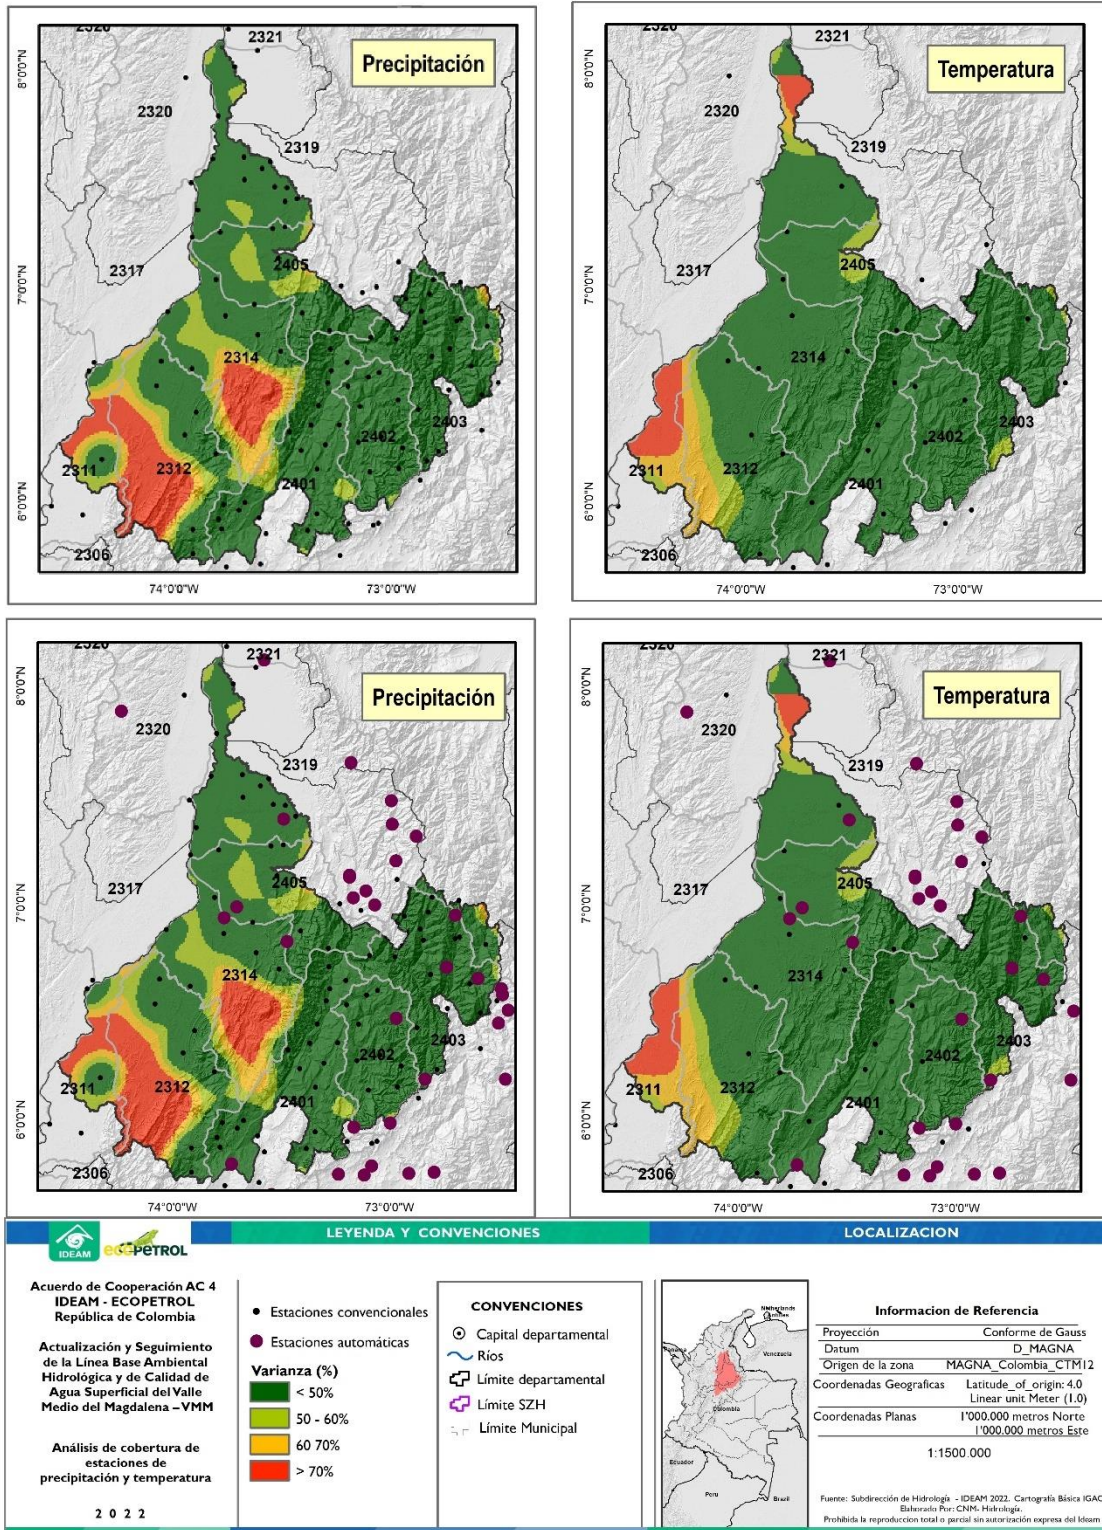 2320
2321
8°0'0"N
Precipitación
2320
2319
2317
2405
7°0'0"N
2314
2403
2402
2311
2312
2401
6°0'0"N
2306
74°0'0"W
73°0'0"W
2320
2321
8°0'0"N
Temperatura
2320
2319
2317
2405
7°0'0"N
2314
2403
2402
2311
2312
2401
6°0'0"N
2306
74°0'0"W
73°0'0"W
2320
2321
8°0'0"N
Precipitación
2320
2319
2317
2405
7°0'0"N
2314
2403
2402
2311
2312
2401
6°0'0"N
2306
74°0'0"W
73°0'0"W
2320
2321
8°0'0"N
Temperatura
2320
2319
2317
2405
7°0'0"N
2314
2403
2402
2311
2312
2401
6°0'0"N
2306
74°0'0"W
73°0'0"W
IDEAM
ecopetrol
LEYENDA Y CONVENCIONES
LOCALIZACION
Acuerdo de Cooperación AC 4
IDEAM - ECOPETROL
República de Colombia
Actualización y Seguimiento
de la Línea Base Ambiental
Hidrológica y de Calidad de
Agua Superficial del Valle
Medio del Magdalena – VMM
Análisis de cobertura de
estaciones de
precipitación y temperatura
2 0 2 2
Estaciones convencionales
Estaciones automáticas
Varianza (%)
< 50%
50 - 60%
60 70%
> 70%
CONVENCIONES
Capital departamental
Ríos
Límite departamental
Límite SZH
Límite Municipal
Netherlands
Antilles
Panama
Venezuela
Colombia
Ecuador
Peru
Brazil
Informacion de Referencia
Proyección Conforme de Gauss
Datum D_MAGNA
Origen de la zona MAGNA_Colombia_CTM12
Coordenadas Geograficas Latitude_of_origin: 4.0
Linear unit Meter (1.0)
Coordenadas Planas 1'000.000 metros Norte
1'000.000 metros Este
1:1500.000
Fuente: Subdirección de Hidrología - IDEAM 2022. Cartografía Básica IGAC
Elaborado Por: CNM- Hidrología.
Prohibida la reproduccion total o parcial sin autorización expresa del Ideam